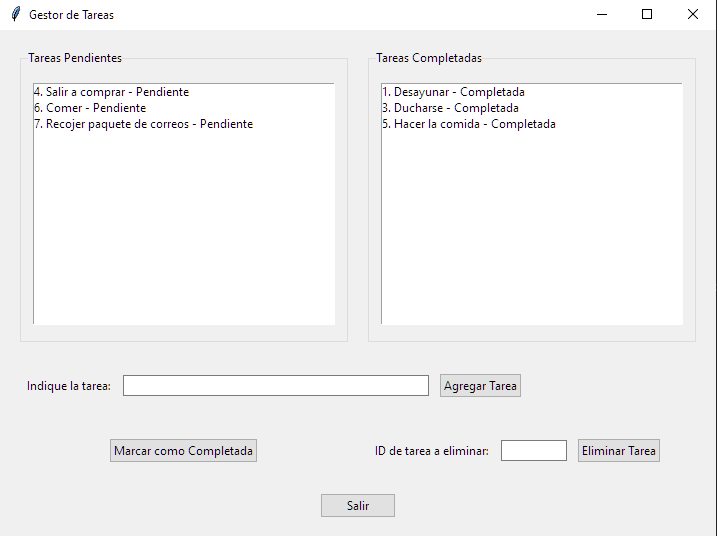 Gestor de Tareas
Tareas Pendientes
4. Salir a comprar - Pendiente
6. Comer - Pendiente
7. Recojer paquete de correos - Pendiente
Tareas Completadas
1. Desayunar - Completada
3. Ducharse - Completada
5. Hacer la comida - Completada
Indique la tarea:
Agregar Tarea
Marcar como Completada
ID de tarea a eliminar:
Eliminar Tarea
Salir